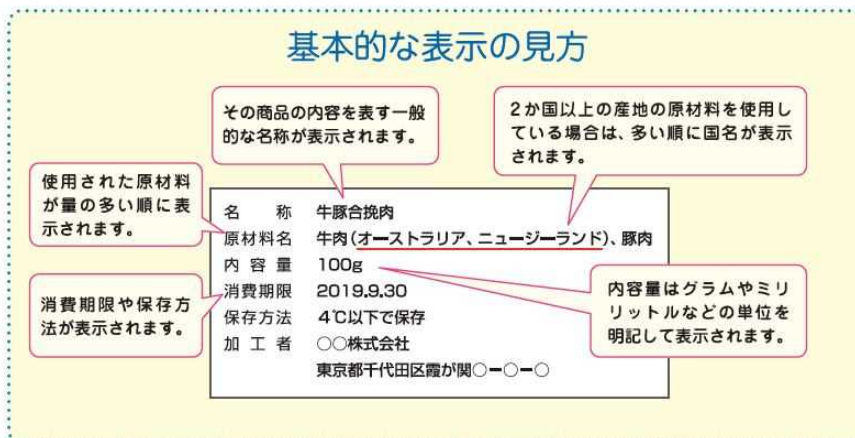 基本的な表示の見方
その商品の内容を表す一般
的な名称が表示されます。
2か国以上の産地の原材料を使用し
ている場合は、多い順に国名が表示
されます。
使用された原材料
が量の多い順に表
示されます。
名 称 牛豚合挽肉
原材料名 牛肉(オーストラリア、ニュージーランド)、豚肉
内 容 量 100g
消費期限 2019.9.30
保存方法 4℃以下で保存
加 工 者 ○○株式会社
東京都千代田区霞が関○ー○ー○
消費期限や保存方
法が表示されます。
内容量はグラムやミリ
リットルなどの単位を
明記して表示されます。